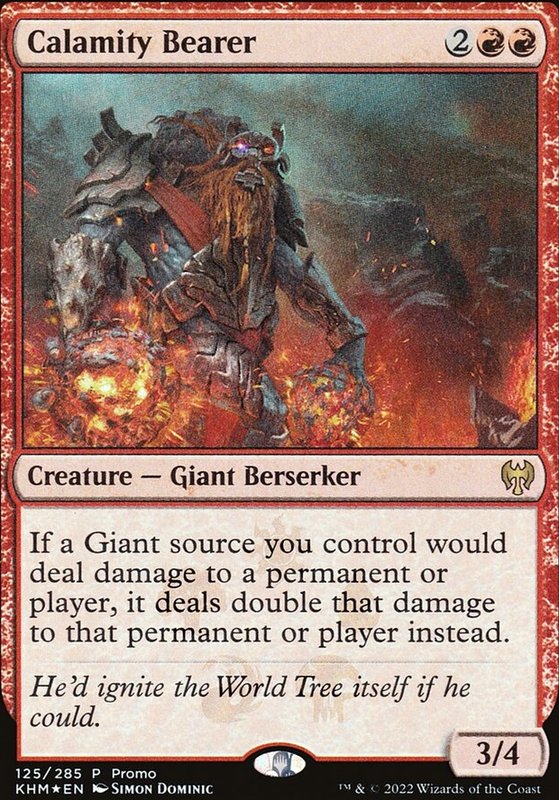 Calamity Bearer 2
Creature — Giant Berserker
If a Giant source you control would
deal damage to a permanent or
player, it deals double that damage
to that permanent or player instead.
He'd ignite the World Tree itself if he
could.
3/4
125/285 P Promo
KHM★EN Simon Dominic ™ & © 2022 Wizards of the Coast